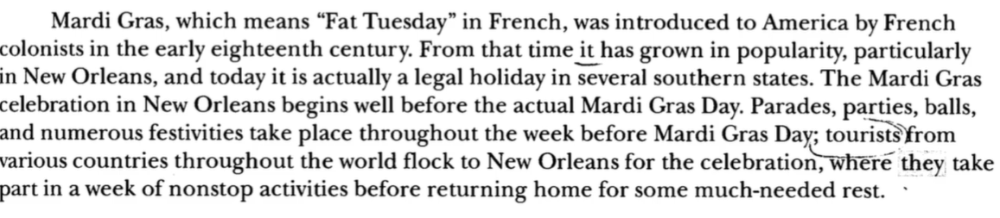 Mardi Gras, which means “Fat Tuesday” in French, was introduced to America by French
colonists in the early eighteenth century. From that time it has grown in popularity, particularly
in New Orleans, and today it is actually a legal holiday in several southern states. The Mardi Gras
celebration in New Orleans begins well before the actual Mardi Gras Day. Parades, parties, balls,
and numerous festivities take place throughout the week before Mardi Gras Day; tourists from
various countries throughout the world flock to New Orleans for the celebration, where they take
part in a week of nonstop activities before returning home for some much-needed rest.